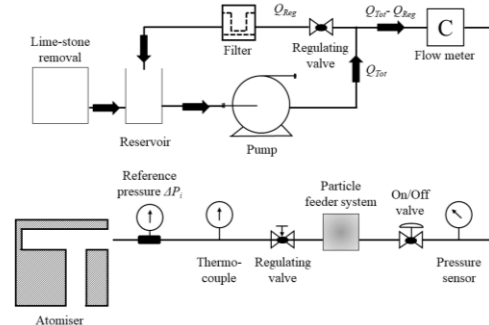 Q_Reg
Q_Tot- Q_Reg
C
Lime-stone
removal
Filter
Regulating
valve
Flow meter
Q_Tot
Reservoir
Pump
Reference
pressure ΔP_i
Particle
feeder system
On/Off
valve
Thermo-
couple
Regulating
valve
Pressure
sensor
Atomiser